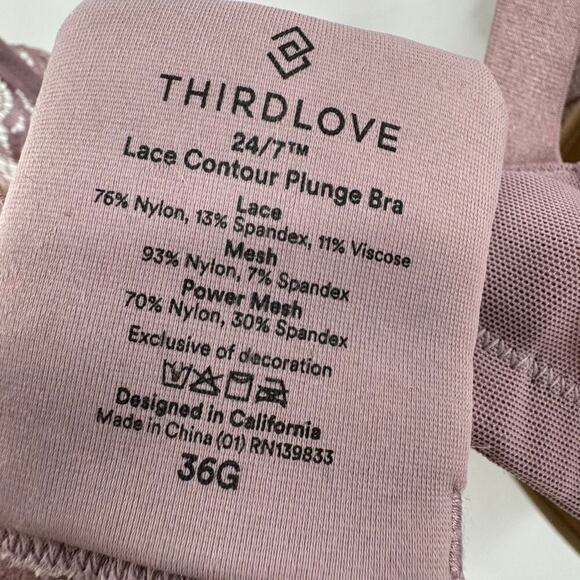 THIRDLOVE
24/7™
Lace Contour Plunge Bra
Lace
76% Nylon, 13% Spandex, 11% Viscose
Mesh
93% Nylon, 7% Spandex
Power Mesh
70% Nylon, 30% Spandex
Exclusive of decoration
Designed in California
Made in China (01) RN139833
36G